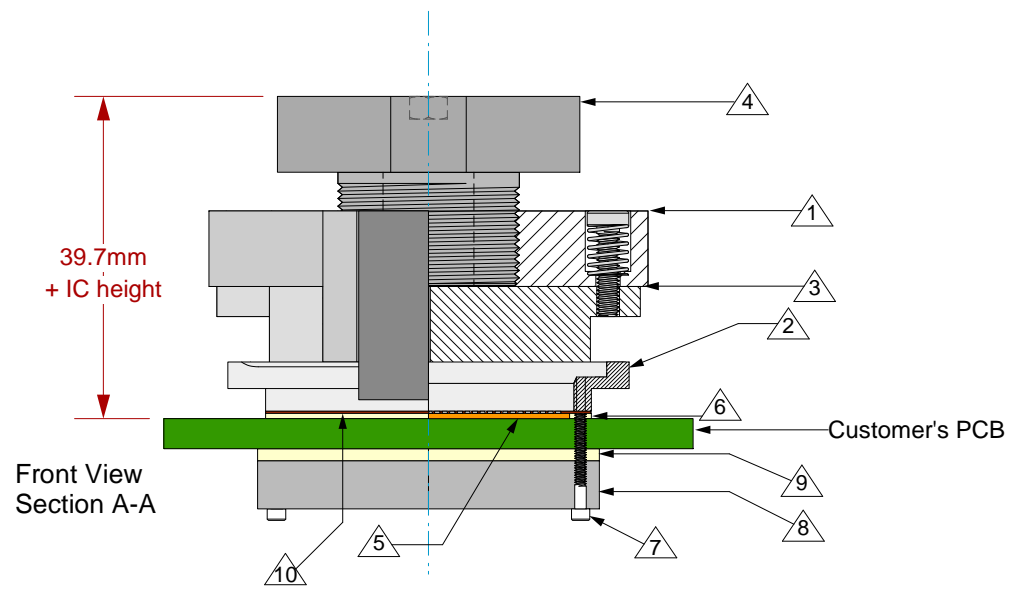 4
1
39.7mm
+ IC height
3
2
6
Customer's PCB
Front View
Section A-A
9
8
5
7
10